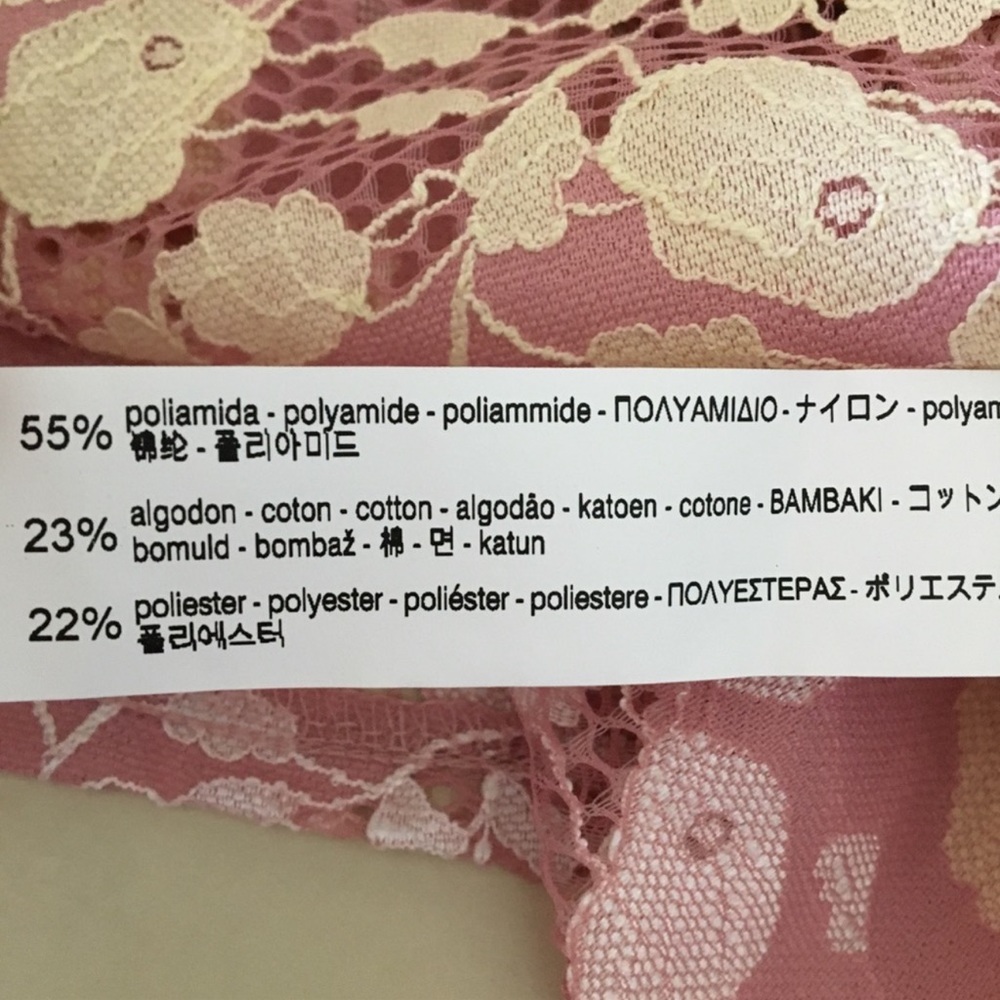 55% poliamida - polyamide - poliammide - ΠΟΛΥΑΜΙΔΙΟ - ナイロン - polyam
锦纶 - 폴리아미드
23% algodon - coton - cotton - algodâo - katoen - cotone - BAMBAKI - コットン
bomuld - bombaž - 棉 - 면 - katun
22% poliester - polyester - poliéster - poliestere - ΠΟΛΥΕΣΤΕΡΑΣ - ポリエステ
폴리에스터